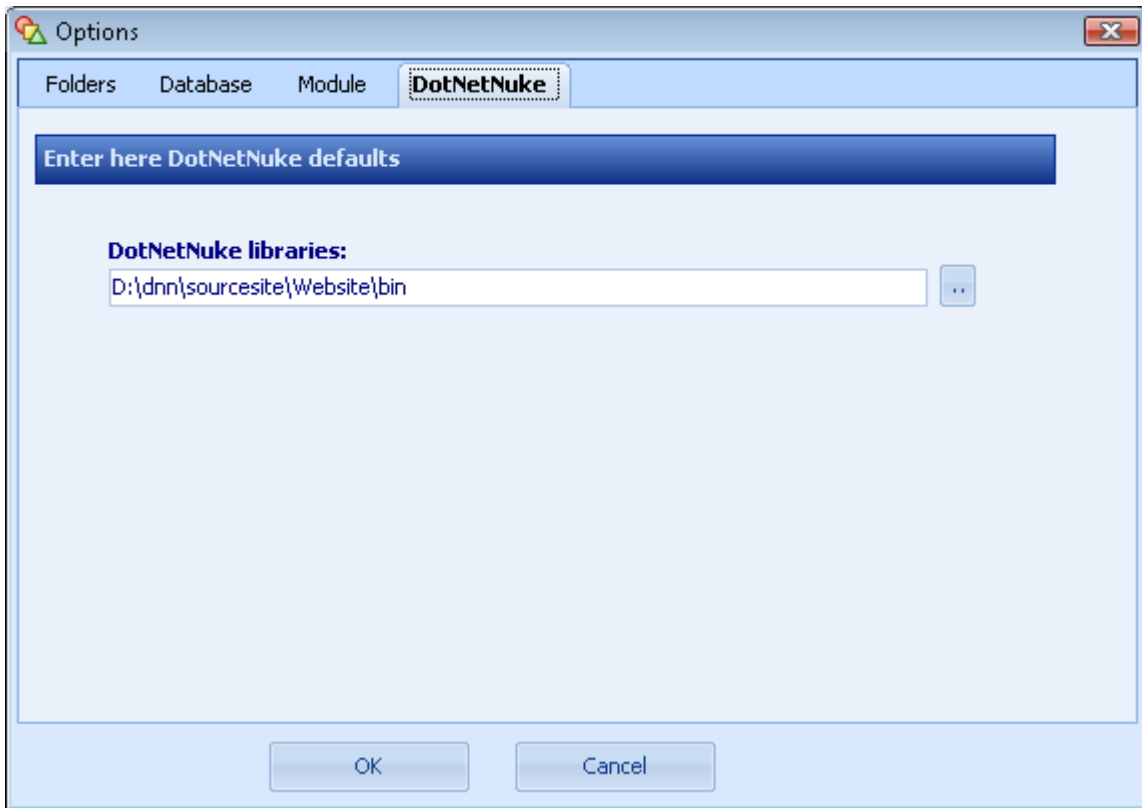 Options
Folders Database Module DotNetNuke
Enter here DotNetNuke defaults
DotNetNuke libraries:
D:\dnn\sourcesite\Website\bin
..
OK Cancel